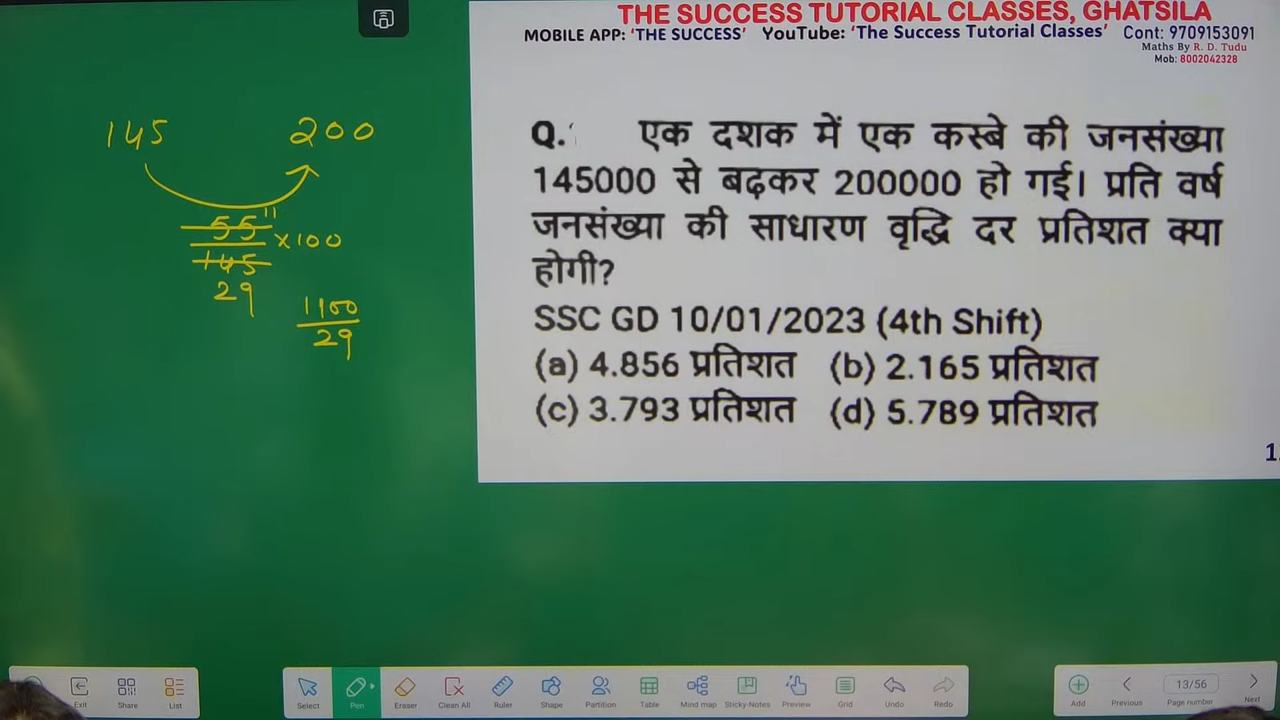 THE SUCCESS TUTORIAL CLASSES, GHATSILA
MOBILE APP: 'THE SUCCESS' YouTube: 'The Success Tutorial Classes' Cont: 9709153091
Maths By R. D. Tudu
Mob: 8002042328
145 200
55 11
145 ×100
29
1100
29
Q. एक दशक में एक कस्बे की जनसंख्या
145000 से बढ़कर 200000 हो गई। प्रति वर्ष
जनसंख्या की साधारण वृद्धि दर प्रतिशत क्या
होगी?
SSC GD 10/01/2023 (4th Shift)
(a) 4.856 प्रतिशत (b) 2.165 प्रतिशत
(c) 3.793 प्रतिशत (d) 5.789 प्रतिशत
Exit Share List
Select Pen Eraser Clean All Ruler Shape Partition Table Mind map Sticky-Notes Preview Grid Undo Redo
Add Previous 13/56 Page number Next